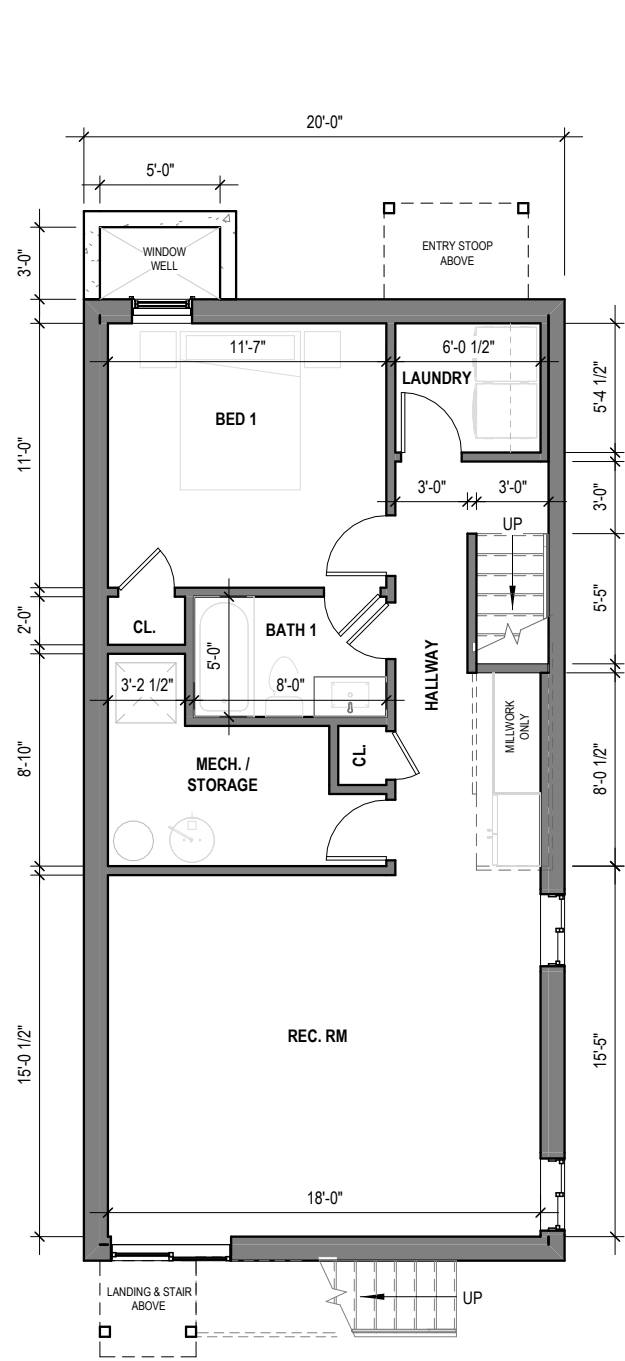 20'-0"
5'-0"
3'-0"
WINDOW
WELL
ENTRY STOOP
ABOVE
11'-7"
6'-0 1/2"
LAUNDRY
5'-4 1/2"
BED 1
11'-0"
3'-0"
3'-0"
3'-0"
UP
5'-5"
2'-0"
CL.
BATH 1
5'-0"
HALLWAY
3'-2 1/2"
8'-0"
MILLWORK
ONLY
8'-10"
MECH. /
STORAGE
CL.
8'-0 1/2"
REC. RM
15'-0 1/2"
15'-5"
18'-0"
LANDING & STAIR
ABOVE
UP